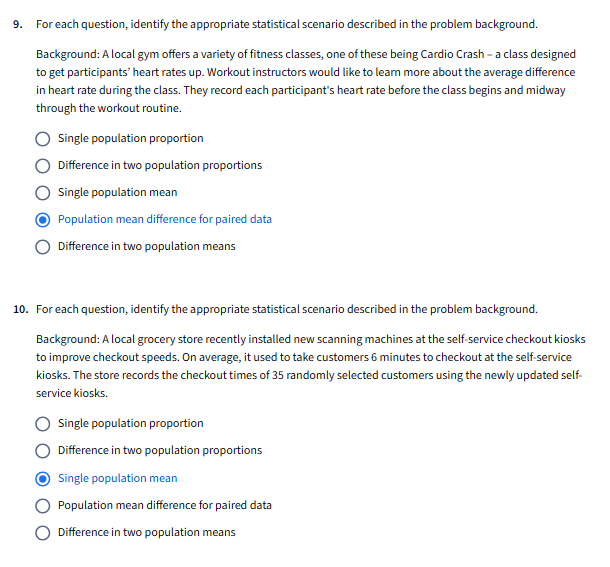 9. For each question, identify the appropriate statistical scenario described in the problem background.
Background: A local gym offers a variety of fitness classes, one of these being Cardio Crash – a class designed
to get participants' heart rates up. Workout instructors would like to learn more about the average difference
in heart rate during the class. They record each participant's heart rate before the class begins and midway
through the workout routine.
Single population proportion
Difference in two population proportions
Single population mean
Population mean difference for paired data
Difference in two population means
10. For each question, identify the appropriate statistical scenario described in the problem background.
Background: A local grocery store recently installed new scanning machines at the self-service checkout kiosks
to improve checkout speeds. On average, it used to take customers 6 minutes to checkout at the self-service
kiosks. The store records the checkout times of 35 randomly selected customers using the newly updated self-
service kiosks.
Single population proportion
Difference in two population proportions
Single population mean
Population mean difference for paired data
Difference in two population means